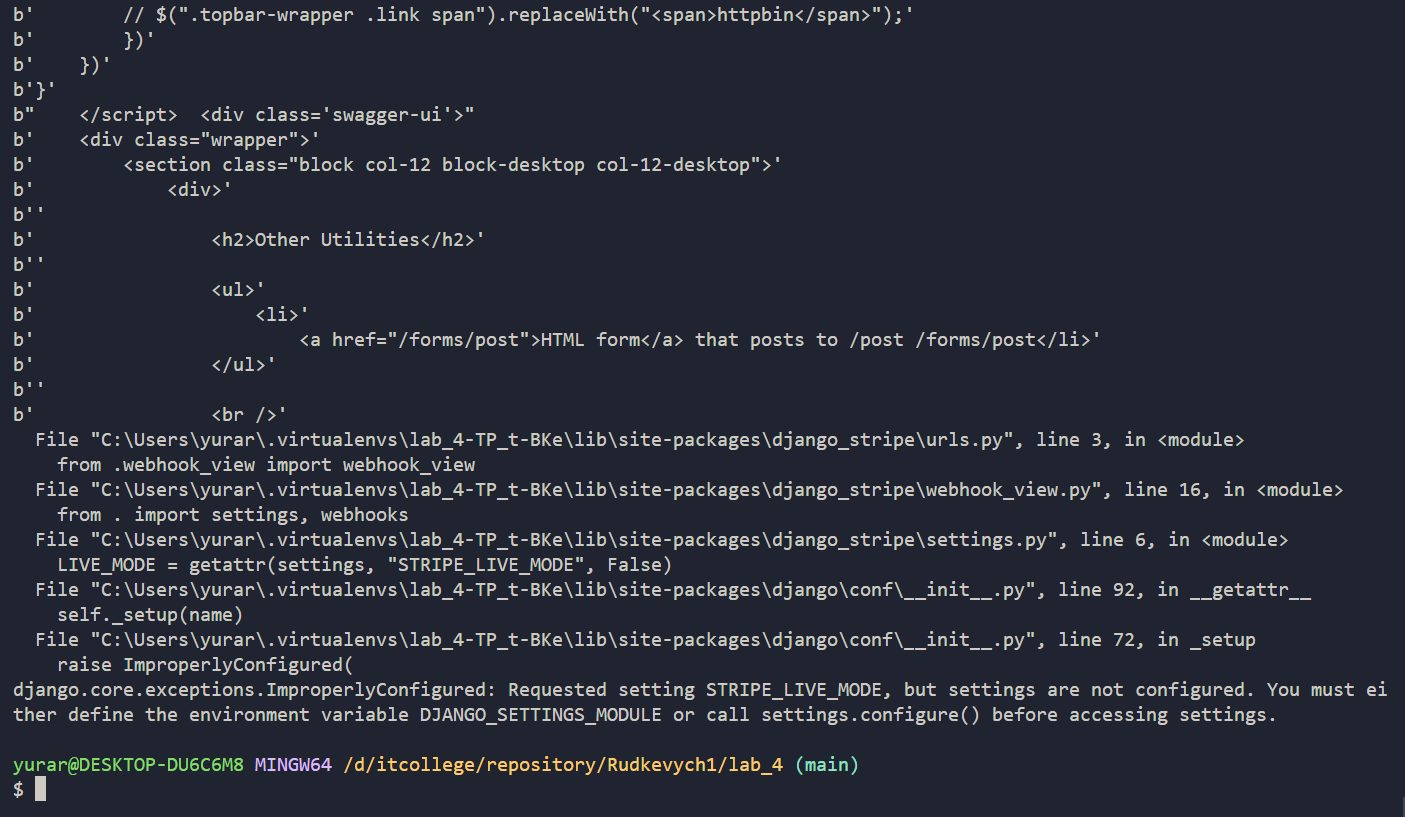 b'        // $(".topbar-wrapper .link span").replaceWith("<span>httpbin</span>");'
b'        })'
b'    })'
b'}'
b"    </script>  <div class='swagger-ui'>"
b'    <div class="wrapper">'
b'        <section class="block col-12 block-desktop col-12-desktop">'
b'            <div>'
b''
b'                <h2>Other Utilities</h2>'
b''
b'                <ul>'
b'                    <li>'
b'                        <a href="/forms/post">HTML form</a> that posts to /post /forms/post</li>'
b'                </ul>'
b''
b'                <br />'
  File "C:\Users\yurar\.virtualenvs\lab_4-TP_t-BKe\lib\site-packages\django_stripe\urls.py", line 3, in <module>
    from .webhook_view import webhook_view
  File "C:\Users\yurar\.virtualenvs\lab_4-TP_t-BKe\lib\site-packages\django_stripe\webhook_view.py", line 16, in <module>
    from . import settings, webhooks
  File "C:\Users\yurar\.virtualenvs\lab_4-TP_t-BKe\lib\site-packages\django_stripe\settings.py", line 6, in <module>
    LIVE_MODE = getattr(settings, "STRIPE_LIVE_MODE", False)
  File "C:\Users\yurar\.virtualenvs\lab_4-TP_t-BKe\lib\site-packages\django\conf\__init__.py", line 92, in __getattr__
    self._setup(name)
  File "C:\Users\yurar\.virtualenvs\lab_4-TP_t-BKe\lib\site-packages\django\conf\__init__.py", line 72, in _setup
    raise ImproperlyConfigured(
django.core.exceptions.ImproperlyConfigured: Requested setting STRIPE_LIVE_MODE, but settings are not configured. You must ei
ther define the environment variable DJANGO_SETTINGS_MODULE or call settings.configure() before accessing settings.
yurar@DESKTOP-DU6C6M8 MINGW64 /d/itcollege/repository/Rudkevych1/lab_4 (main)
$